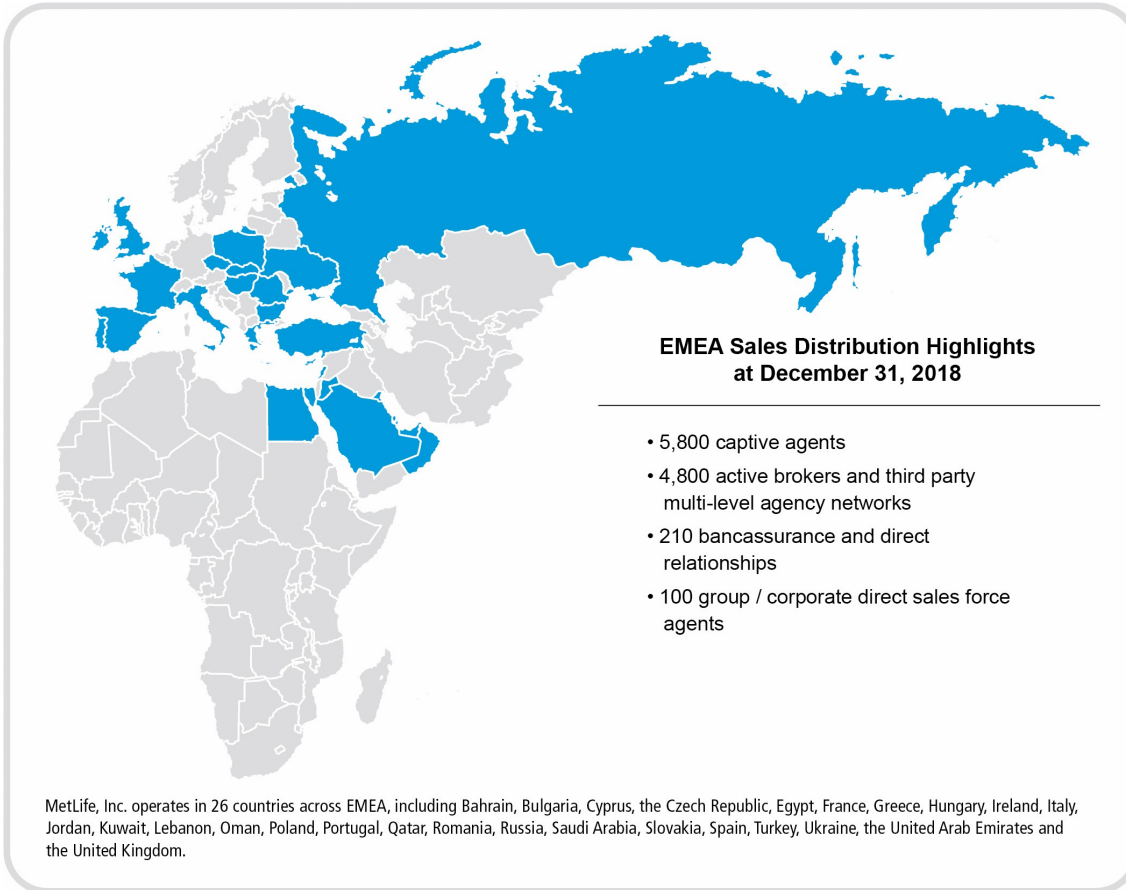 EMEA Sales Distribution Highlights
at December 31, 2018
• 5,800 captive agents
• 4,800 active brokers and third party
multi-level agency networks
• 210 bancassurance and direct
relationships
• 100 group / corporate direct sales force
agents
MetLife, Inc. operates in 26 countries across EMEA, including Bahrain, Bulgaria, Cyprus, the Czech Republic, Egypt, France, Greece, Hungary, Ireland, Italy,
Jordan, Kuwait, Lebanon, Oman, Poland, Portugal, Qatar, Romania, Russia, Saudi Arabia, Slovakia, Spain, Turkey, Ukraine, the United Arab Emirates and
the United Kingdom.